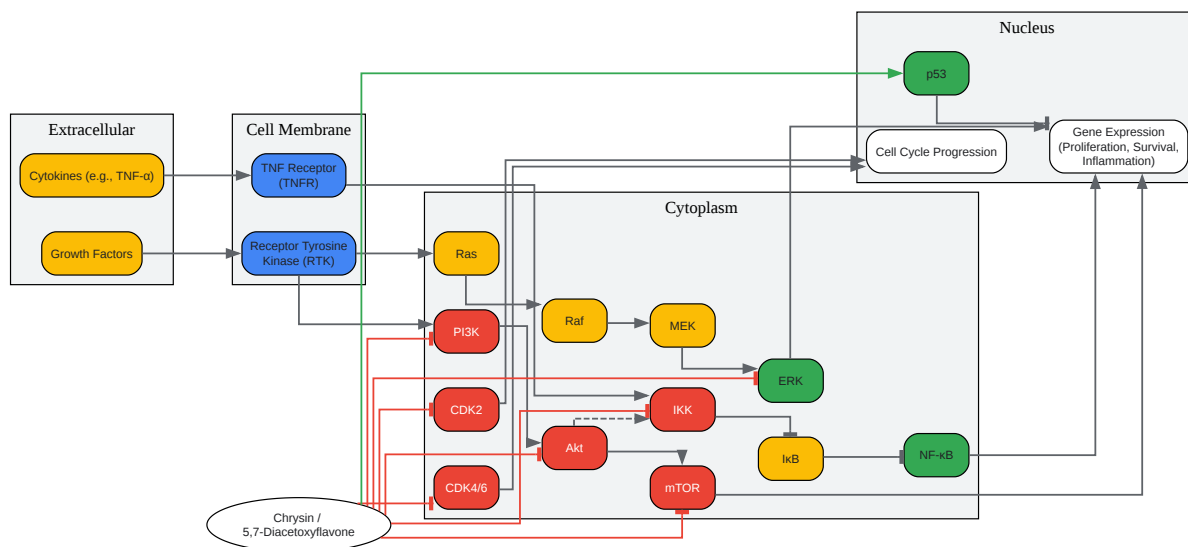 Nucleus
p53
Extracellular
Cell Membrane
Gene Expression
(Proliferation, Survival,
Inflammation)
Cell Cycle Progression
Cytokines (e.g., TNF-α)
TNF Receptor
(TNFR)
Cytoplasm
Growth Factors
Receptor Tyrosine
Kinase (RTK)
Ras
Raf
MEK
PI3K
ERK
CDK2
IKK
Akt
IκB
NF-κB
CDK4/6
mTOR
Chrysin /
5,7-Diacetoxyflavone